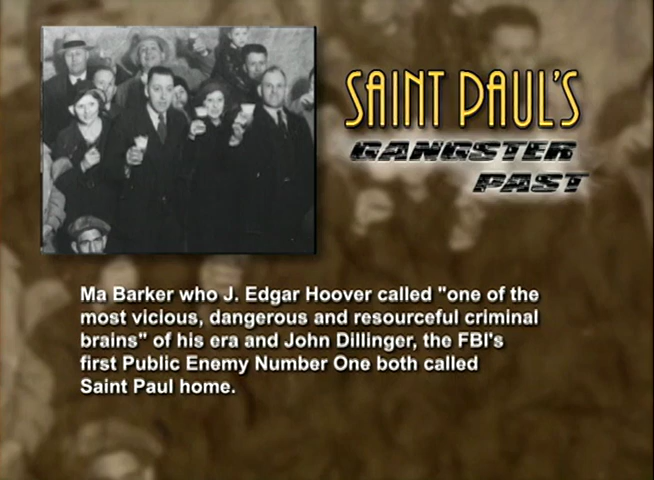 SAINT PAUL'S
GANGSTER
PAST
Ma Barker who J. Edgar Hoover called "one of the
most vicious, dangerous and resourceful criminal
brains" of his era and John Dillinger, the FBI's
first Public Enemy Number One both called
Saint Paul home.